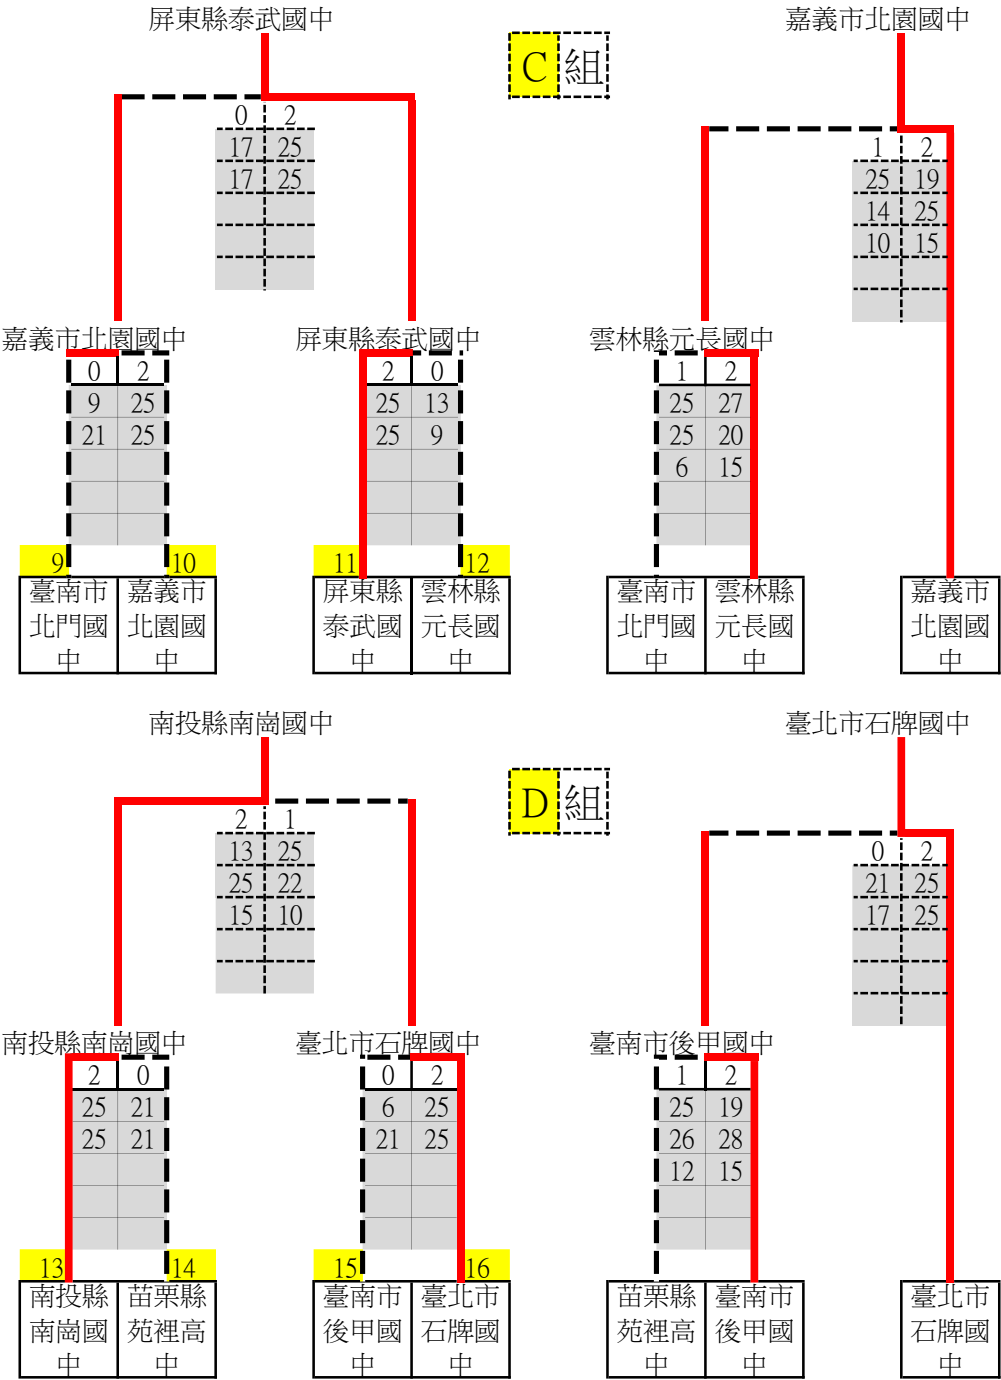 屏東縣泰武國中
嘉義市北園國中
C 組
0 2
17 25
17 25
1 2
25 19
14 25
10 15
嘉義市北園國中
屏東縣泰武國中
雲林縣元長國中
0 2
9 25
21 25
2 0
25 13
25 9
1 2
25 27
25 20
6 15
9 10
11 12
臺南市
北門國
中
嘉義市
北園國
中
屏東縣
泰武國
中
雲林縣
元長國
中
臺南市
北門國
中
雲林縣
元長國
中
嘉義市
北園國
中
南投縣南崗國中
臺北市石牌國中
D 組
2 1
13 25
25 22
15 10
0 2
21 25
17 25
南投縣南崗國中
臺北市石牌國中
臺南市後甲國中
2 0
25 21
25 21
0 2
6 25
21 25
1 2
25 19
26 28
12 15
13 14
15 16
南投縣
南崗國
中
苗栗縣
苑裡高
中
臺南市
後甲國
中
臺北市
石牌國
中
苗栗縣
苑裡高
中
臺南市
後甲國
中
臺北市
石牌國
中